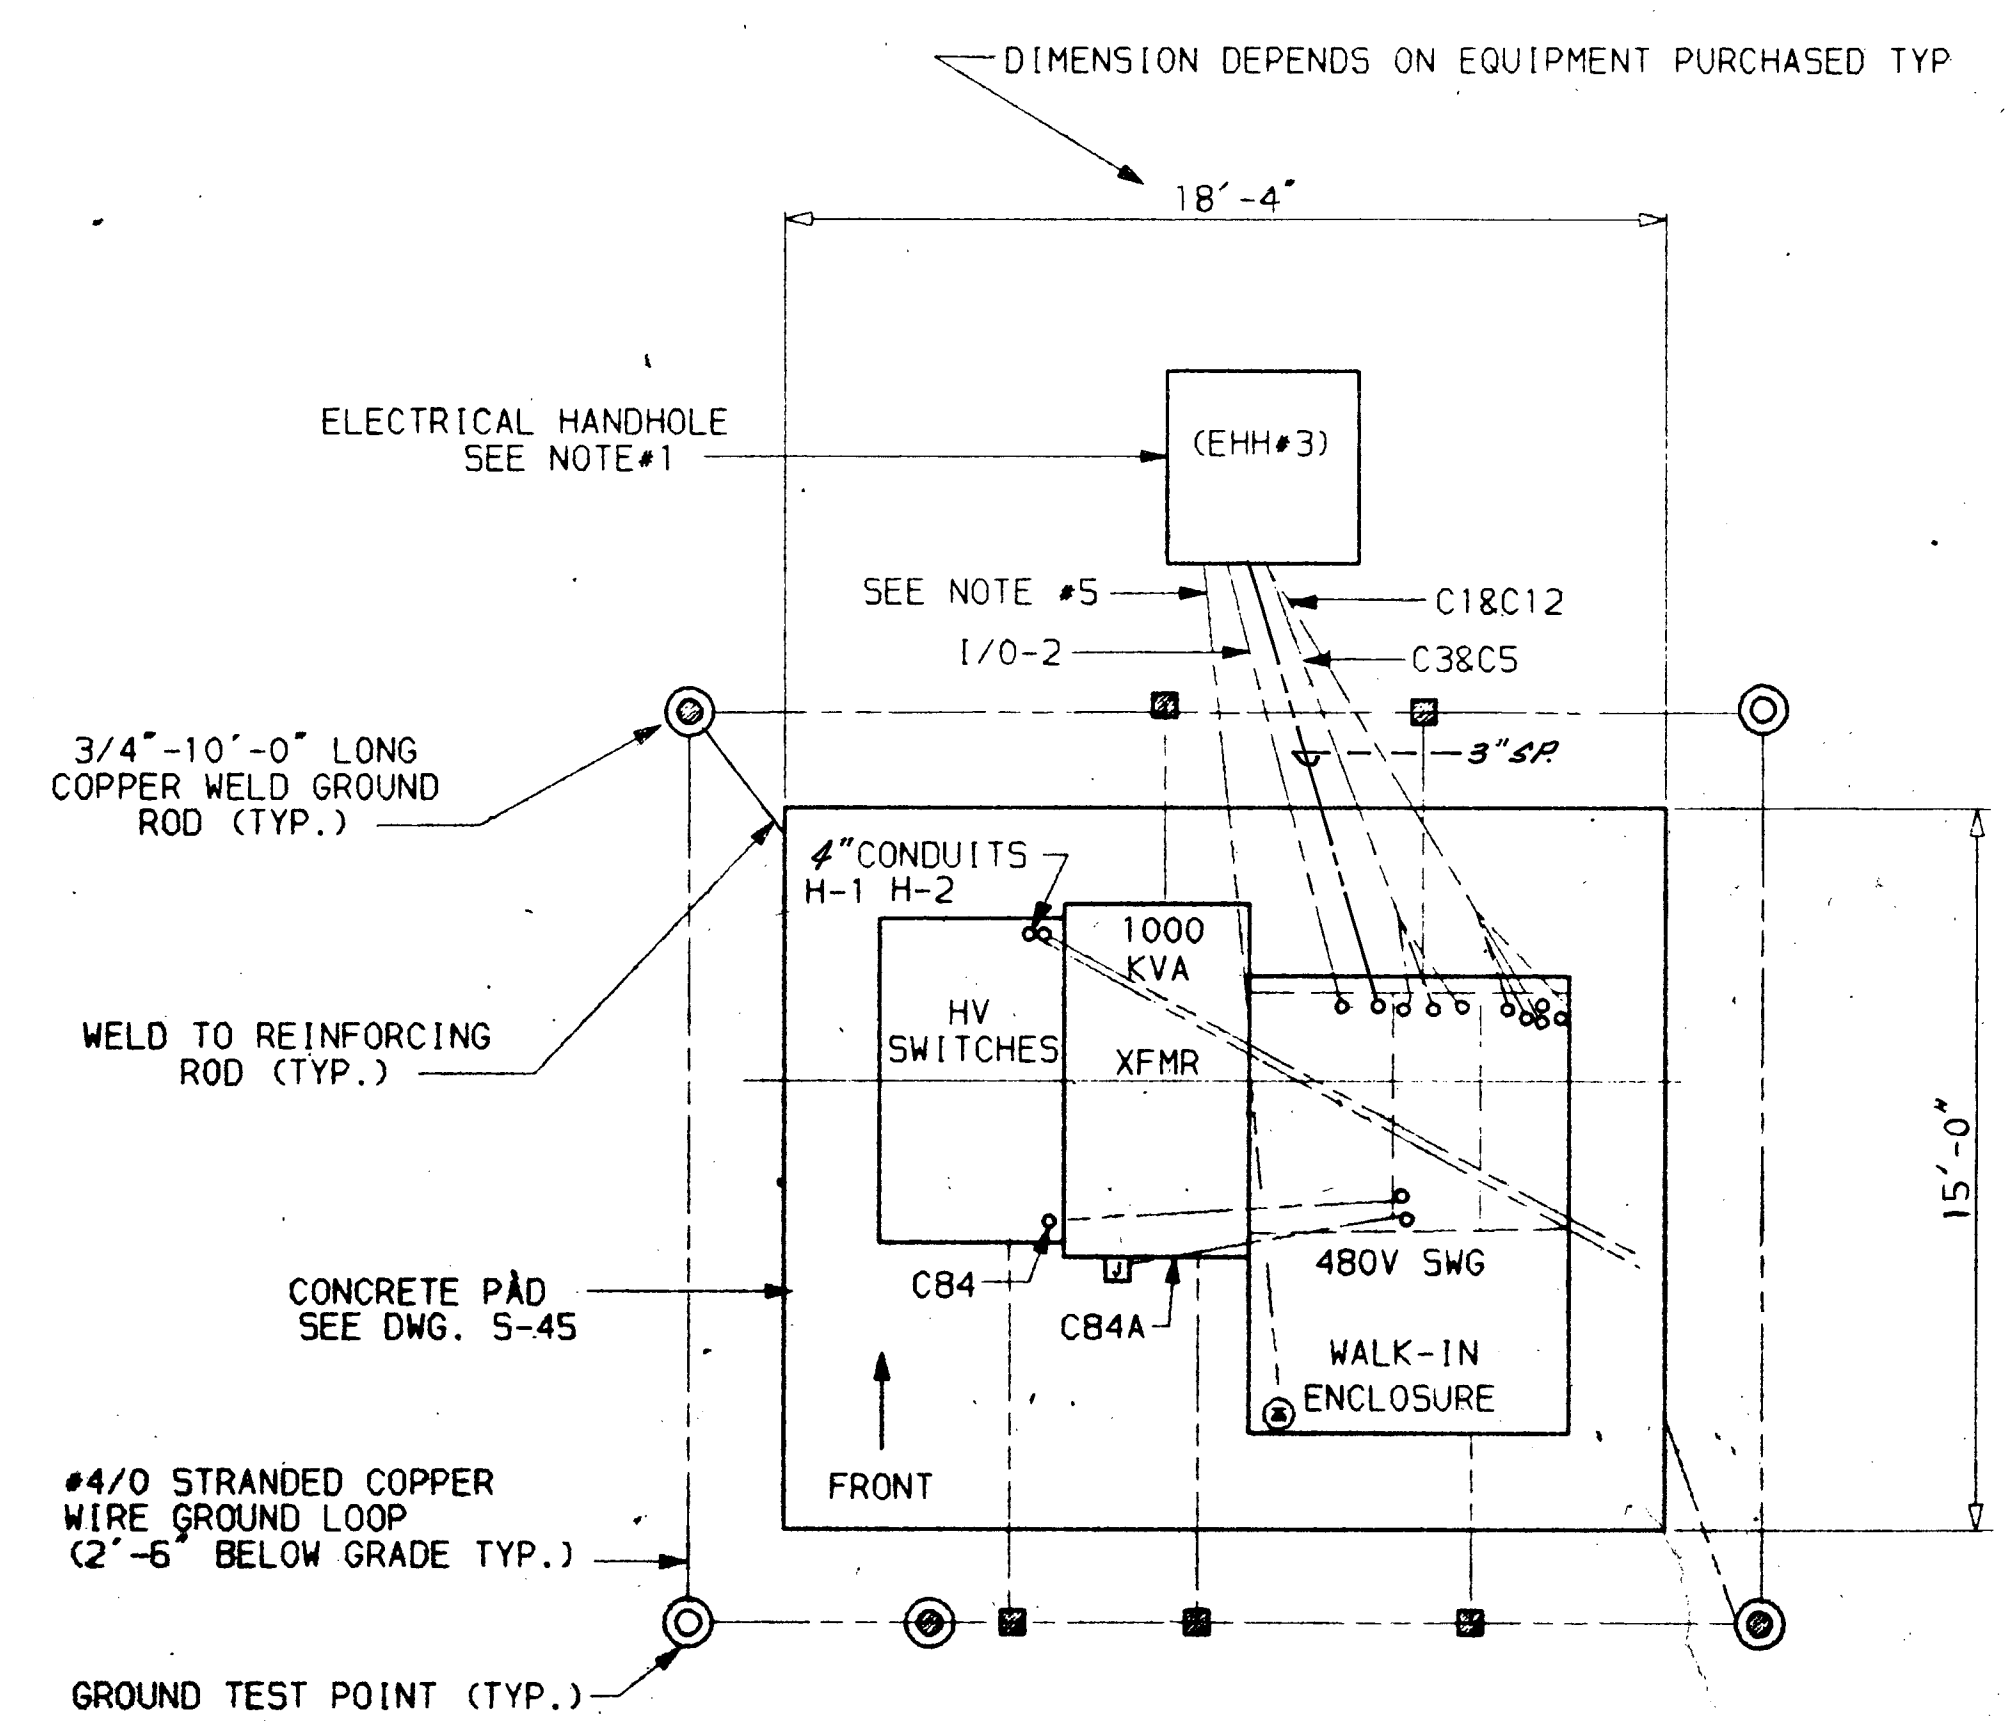 DIMENSION DEPENDS ON EQUIPMENT PURCHASED TYP
18'-4"
ELECTRICAL HANDHOLE
SEE NOTE#1
(EHH#3)
SEE NOTE #5
C1&C12
I/O-2
C3&C5
3"SP.
3/4"-10'-0" LONG
COPPER WELD GROUND
ROD (TYP.)
4"CONDUITS
H-1 H-2
1000
KVA
HV
SWITCHES
XFMR
WELD TO REINFORCING
ROD (TYP.)
15'-0"
480V SWG
C84
J
C84A
CONCRETE PAD
SEE DWG. S-45
WALK-IN
ENCLOSURE
FRONT
#4/0 STRANDED COPPER
WIRE GROUND LOOP
(2'-6" BELOW GRADE TYP.)
GROUND TEST POINT (TYP.)